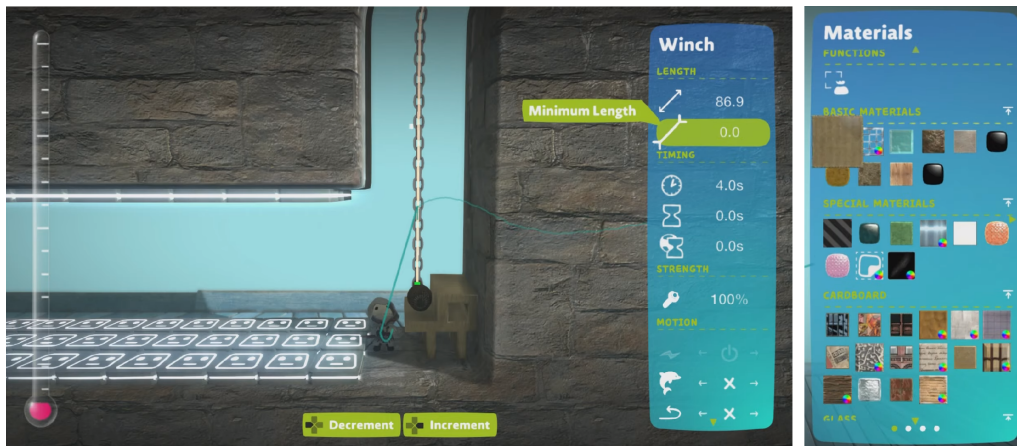 Winch
LENGTH
86.9
Minimum Length
0.0
TIMING
4.0s
0.0s
0.0s
STRENGTH
100%
MOTION
Decrement
Increment
Materials
FUNCTIONS
BASIC MATERIALS
SPECIAL MATERIALS
CARDBOARD
GLASS